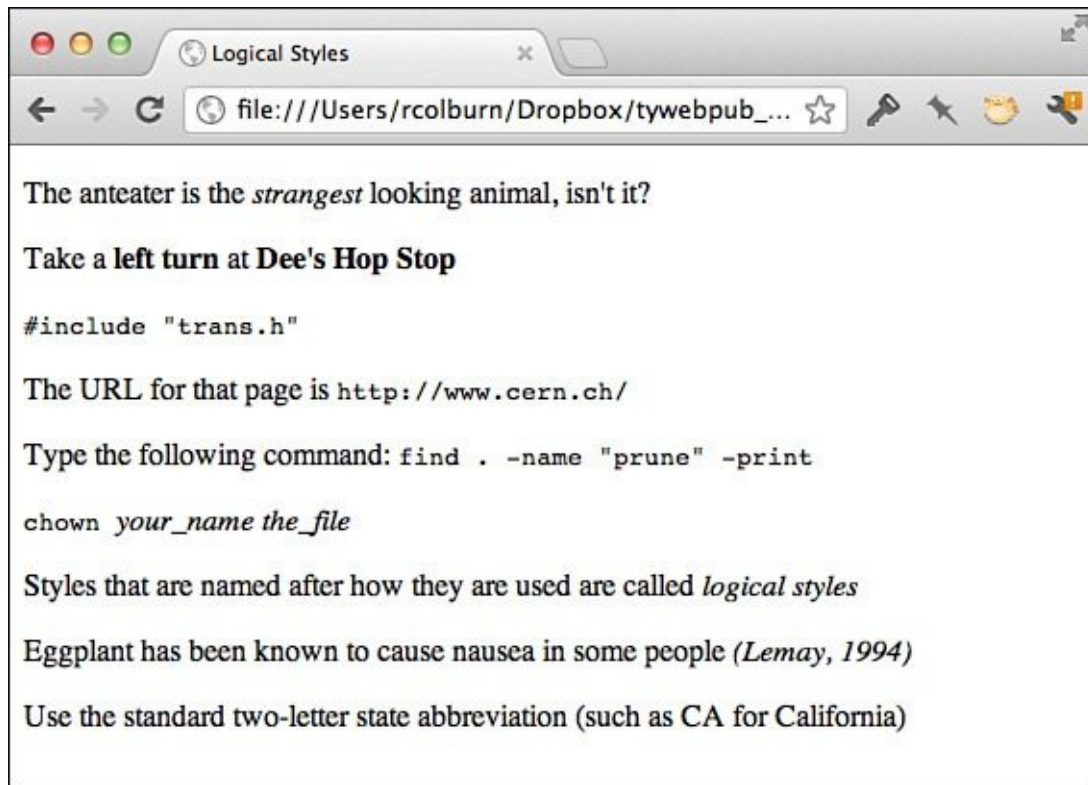 Logical Styles
file:///Users/rcolburn/Dropbox/tywebpub_...
The anteater is the strangest looking animal, isn't it?
Take a left turn at Dee's Hop Stop
#include "trans.h"
The URL for that page is http://www.cern.ch/
Type the following command: find . -name "prune" -print
chown your_name the_file
Styles that are named after how they are used are called logical styles
Eggplant has been known to cause nausea in some people (Lemay, 1994)
Use the standard two-letter state abbreviation (such as CA for California)